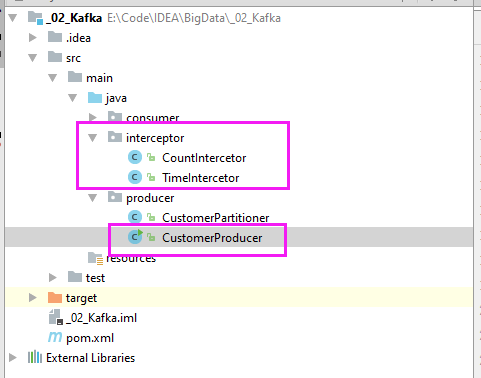 _02_Kafka E:\Code\IDEA\BigData\_02_Kafka
.idea
src
main
java
consumer
interceptor
CountIntercetor
TimeIntercetor
producer
CustomerPartitioner
CustomerProducer
resources
test
target
_02_Kafka.iml
pom.xml
External Libraries